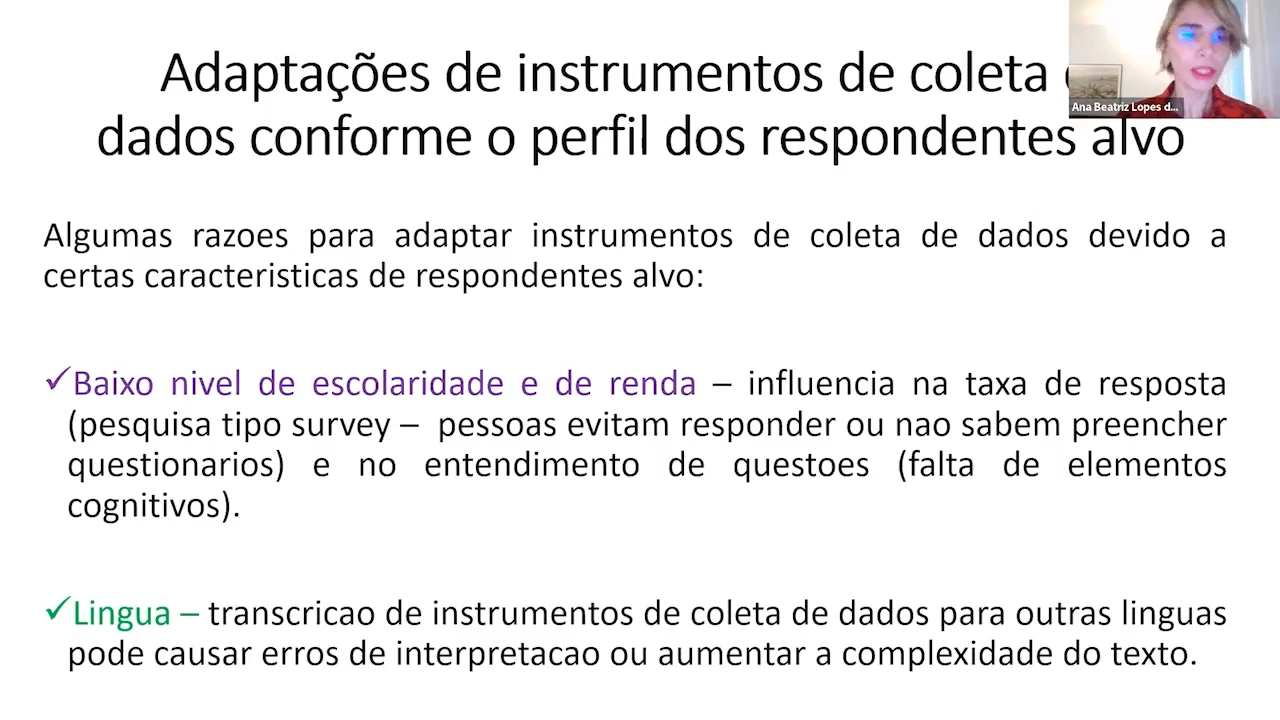 Adaptações de instrumentos de coleta
dados conforme o perfil dos respondentes alvo
Ana Beatriz Lopes d...
Algumas razoes para adaptar instrumentos de coleta de dados devido a
certas caracteristicas de respondentes alvo:
✓Baixo nivel de escolaridade e de renda – influencia na taxa de resposta
(pesquisa tipo survey – pessoas evitam responder ou nao sabem preencher
questionarios) e no entendimento de questoes (falta de elementos
cognitivos).
✓Lingua – transcricao de instrumentos de coleta de dados para outras linguas
pode causar erros de interpretacao ou aumentar a complexidade do texto.